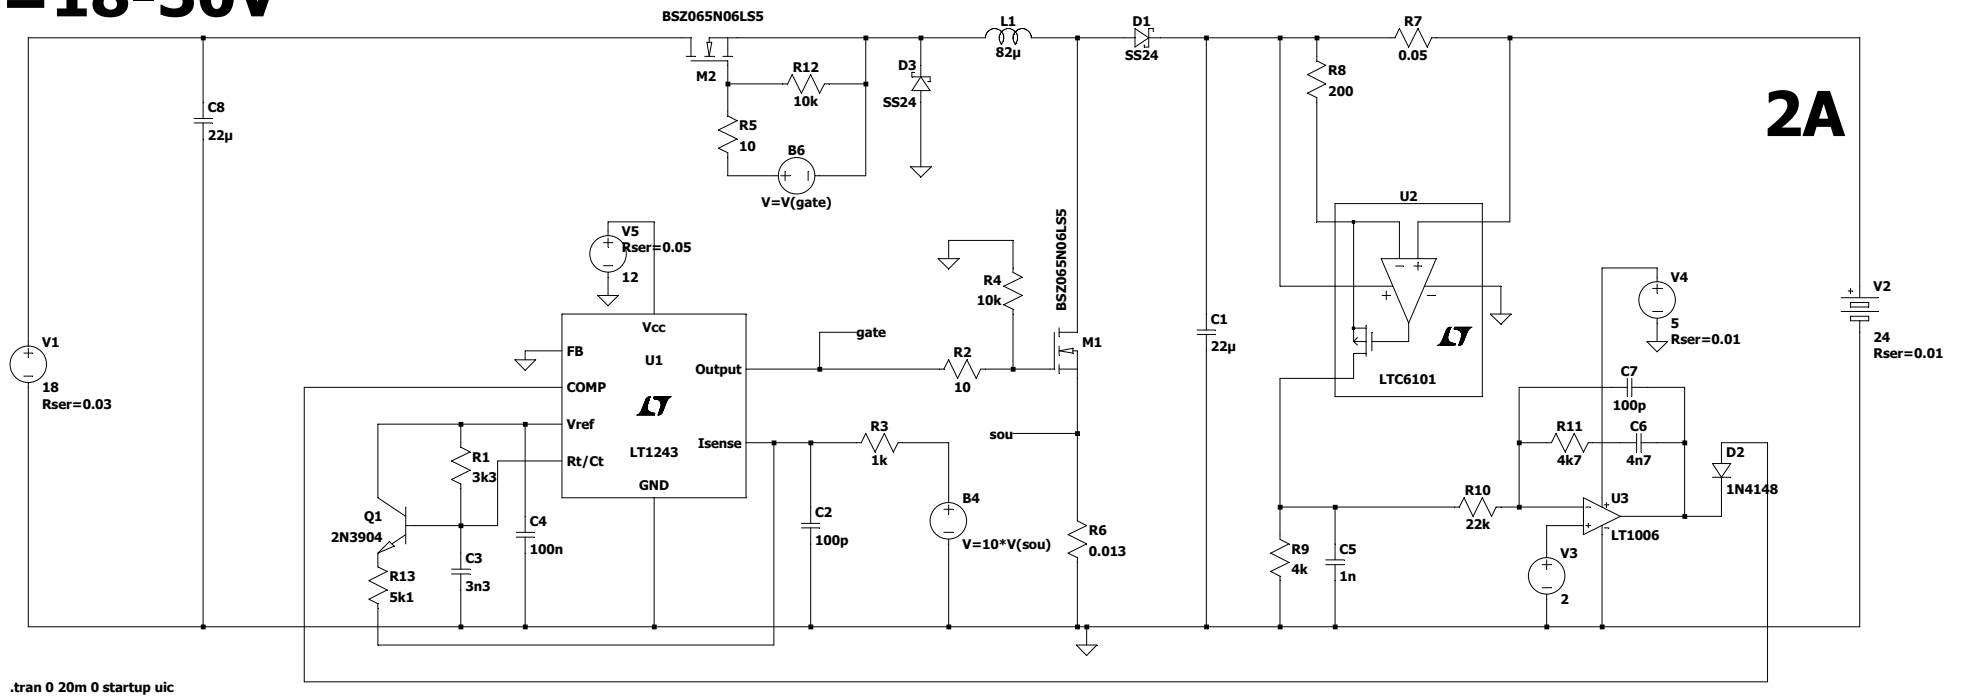 =18-30V
BSZ065N06LS5
M2
R12
10k
R5
10
B6
V=V(gate)
D3
SS24
L1
82µ
D1
SS24
R7
0.05
R8
200
2A
C8
22µ
V5
Rser=0.05
12
U2
LTC6101
BSZ065N06LS5
M1
R4
10k
gate
R2
10
C1
22µ
V4
5
Rser=0.01
V2
24
Rser=0.01
V1
18
Rser=0.03
Vcc
FB
U1
COMP
Output
Vref
Isense
Rt/Ct
LT1243
GND
R1
3k3
R3
1k
sou
C7
100p
R11
4k7
C6
4n7
D2
1N4148
Q1
2N3904
C4
100n
C3
3n3
R13
5k1
C2
100p
B4
V=10*V(sou)
R6
0.013
R9
4k
C5
1n
R10
22k
U3
LT1006
V3
2
.tran 0 20m 0 startup uic